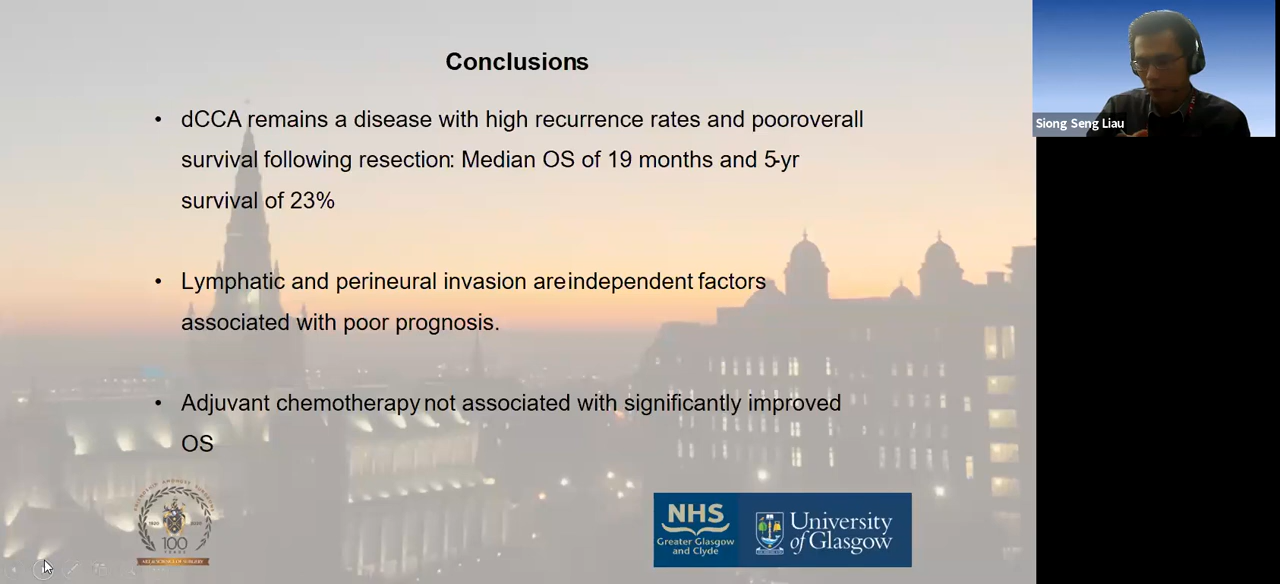 Conclusions
• dCCA remains a disease with high recurrence rates and pooroverall
survival following resection: Median OS of 19 months and 5-yr
survival of 23%
• Lymphatic and perineural invasion areindependent factors
associated with poor prognosis.
• Adjuvant chemotherapy not associated with significantly improved
OS
100
YEARS
NHS
Greater Glasgow
and Clyde
University
of Glasgow
Siong Seng Liau